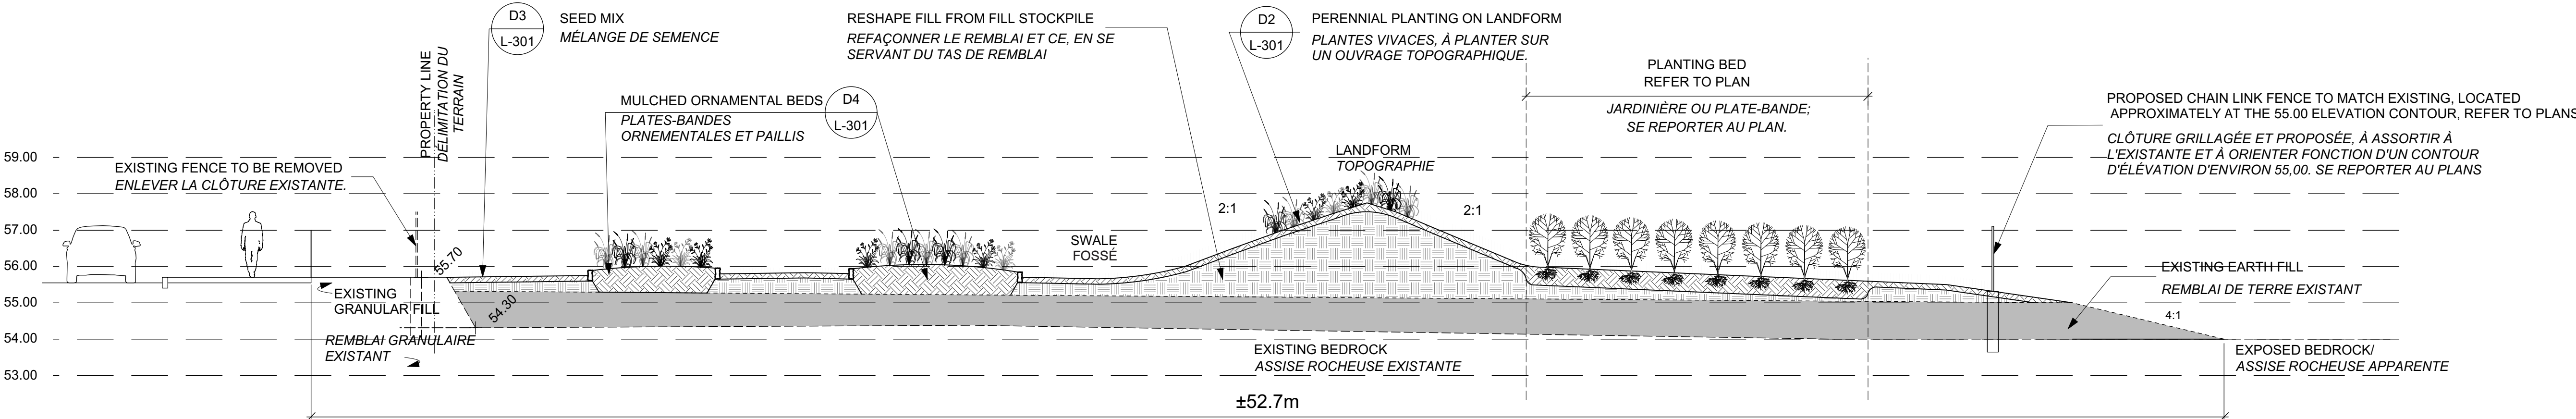 D3
L-301
SEED MIX
MÉLANGE DE SEMENCE
RESHAPE FILL FROM FILL STOCKPILE
REFAÇONNER LE REMBLAI ET CE, EN SE
SERVANT DU TAS DE REMBLAI
D2
L-301
PERENNIAL PLANTING ON LANDFORM
PLANTES VIVACES, À PLANTER SUR
UN OUVRAGE TOPOGRAPHIQUE.
PROPERTY LINE
DÉLIMITATION DU
TERRAIN
PLANTING BED
REFER TO PLAN
JARDINIÈRE OU PLATE-BANDE;
SE REPORTER AU PLAN.
MULCHED ORNAMENTAL BEDS
PLATES-BANDES
ORNEMENTALES ET PAILLIS
D4
L-301
PROPOSED CHAIN LINK FENCE TO MATCH EXISTING, LOCATED
APPROXIMATELY AT THE 55.00 ELEVATION CONTOUR, REFER TO PLANS
CLÔTURE GRILLAGÉE ET PROPOSÉE, À ASSORTIR À
L'EXISTANTE ET À ORIENTER FONCTION D'UN CONTOUR
D'ÉLÉVATION D'ENVIRON 55,00. SE REPORTER AU PLANS
EXISTING FENCE TO BE REMOVED
ENLEVER LA CLÔTURE EXISTANTE.
LANDFORM
TOPOGRAPHIE
59.00
58.00
57.00
56.00
55.00
54.00
53.00
2:1
2:1
SWALE
FOSSÉ
55.70
54.30
EXISTING
GRANULAR FILL
REMBLAI GRANULAIRE
EXISTANT
EXISTING EARTH FILL
REMBLAI DE TERRE EXISTANT
4:1
EXISTING BEDROCK
ASSISE ROCHEUSE EXISTANTE
EXPOSED BEDROCK/
ASSISE ROCHEUSE APPARENTE
±52.7m